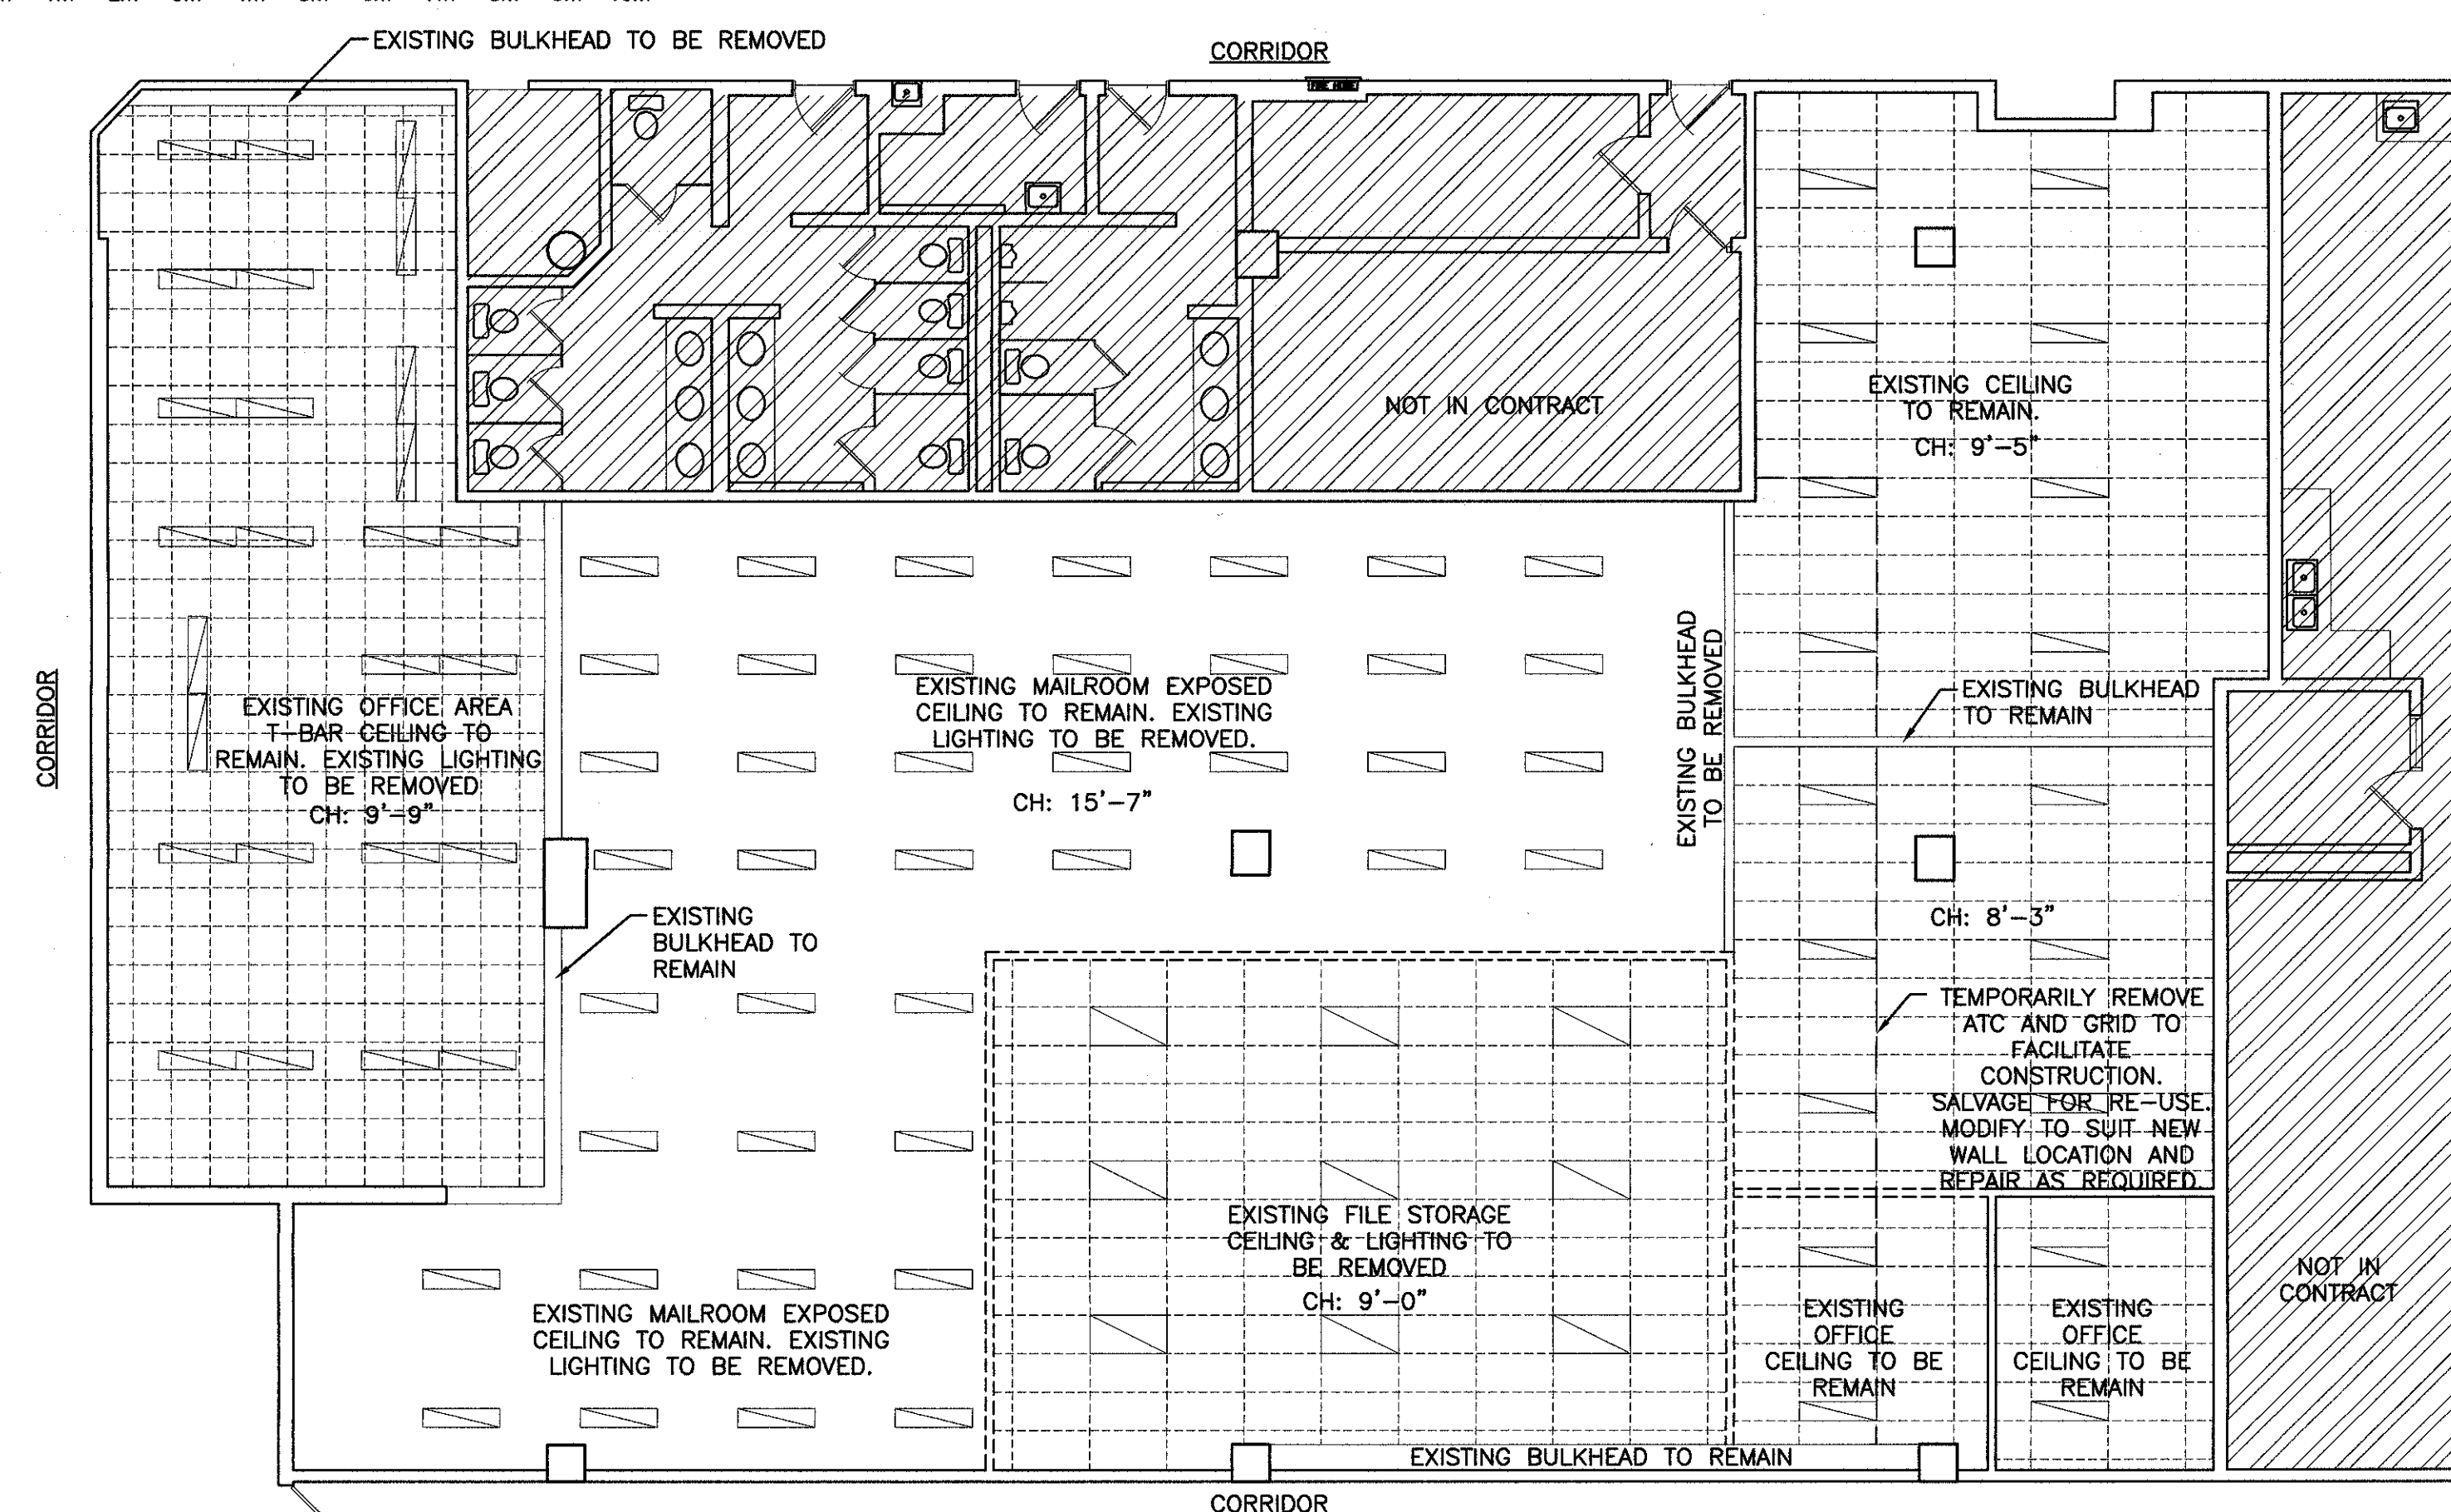 EXISTING BULKHEAD TO BE REMOVED
CORRIDOR
FIRE HOSE
NOT IN CONTRACT
EXISTING CEILING
TO REMAIN.
CH: 9'-5"
CORRIDOR
EXISTING OFFICE AREA
T-BAR CEILING TO
REMAIN. EXISTING LIGHTING
TO BE REMOVED
CH: 9'-9"
EXISTING MAILROOM EXPOSED
CEILING TO REMAIN. EXISTING
LIGHTING TO BE REMOVED.
CH: 15'-7"
EXISTING BULKHEAD
TO BE REMOVED
EXISTING BULKHEAD
TO REMAIN
EXISTING
BULKHEAD TO
REMAIN
CH: 8'-3"
TEMPORARILY REMOVE
ATC AND GRID TO
FACILITATE
CONSTRUCTION.
SALVAGE FOR RE-USE.
MODIFY TO SUIT NEW
WALL LOCATION AND
REPAIR AS REQUIRED.
EXISTING FILE STORAGE
CEILING & LIGHTING TO
BE REMOVED
CH: 9'-0"
EXISTING MAILROOM EXPOSED
CEILING TO REMAIN. EXISTING
LIGHTING TO BE REMOVED.
EXISTING
OFFICE
CEILING TO BE
REMAIN
EXISTING
OFFICE
CEILING TO BE
REMAIN
NOT IN
CONTRACT
EXISTING BULKHEAD TO REMAIN
CORRIDOR